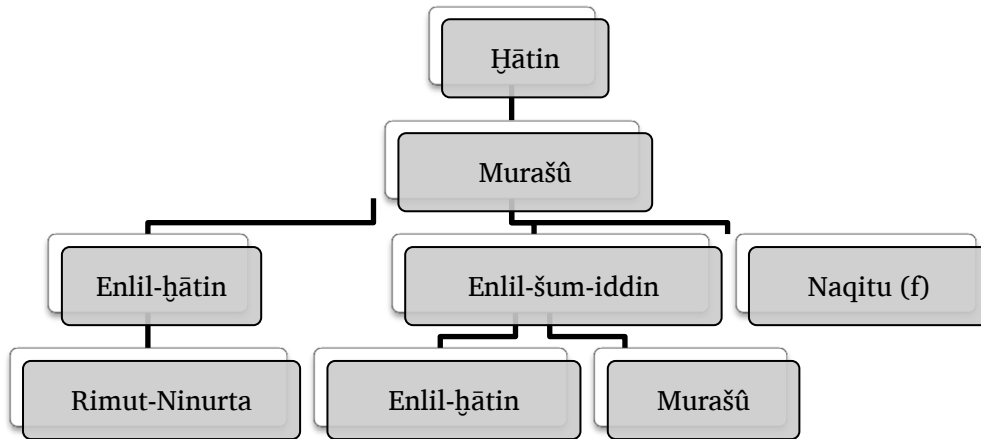 Ḫātin
Murašû
Enlil-ḫātin
Enlil-šum-iddin
Naqitu (f)
Rimut-Ninurta
Enlil-ḫātin
Murašû